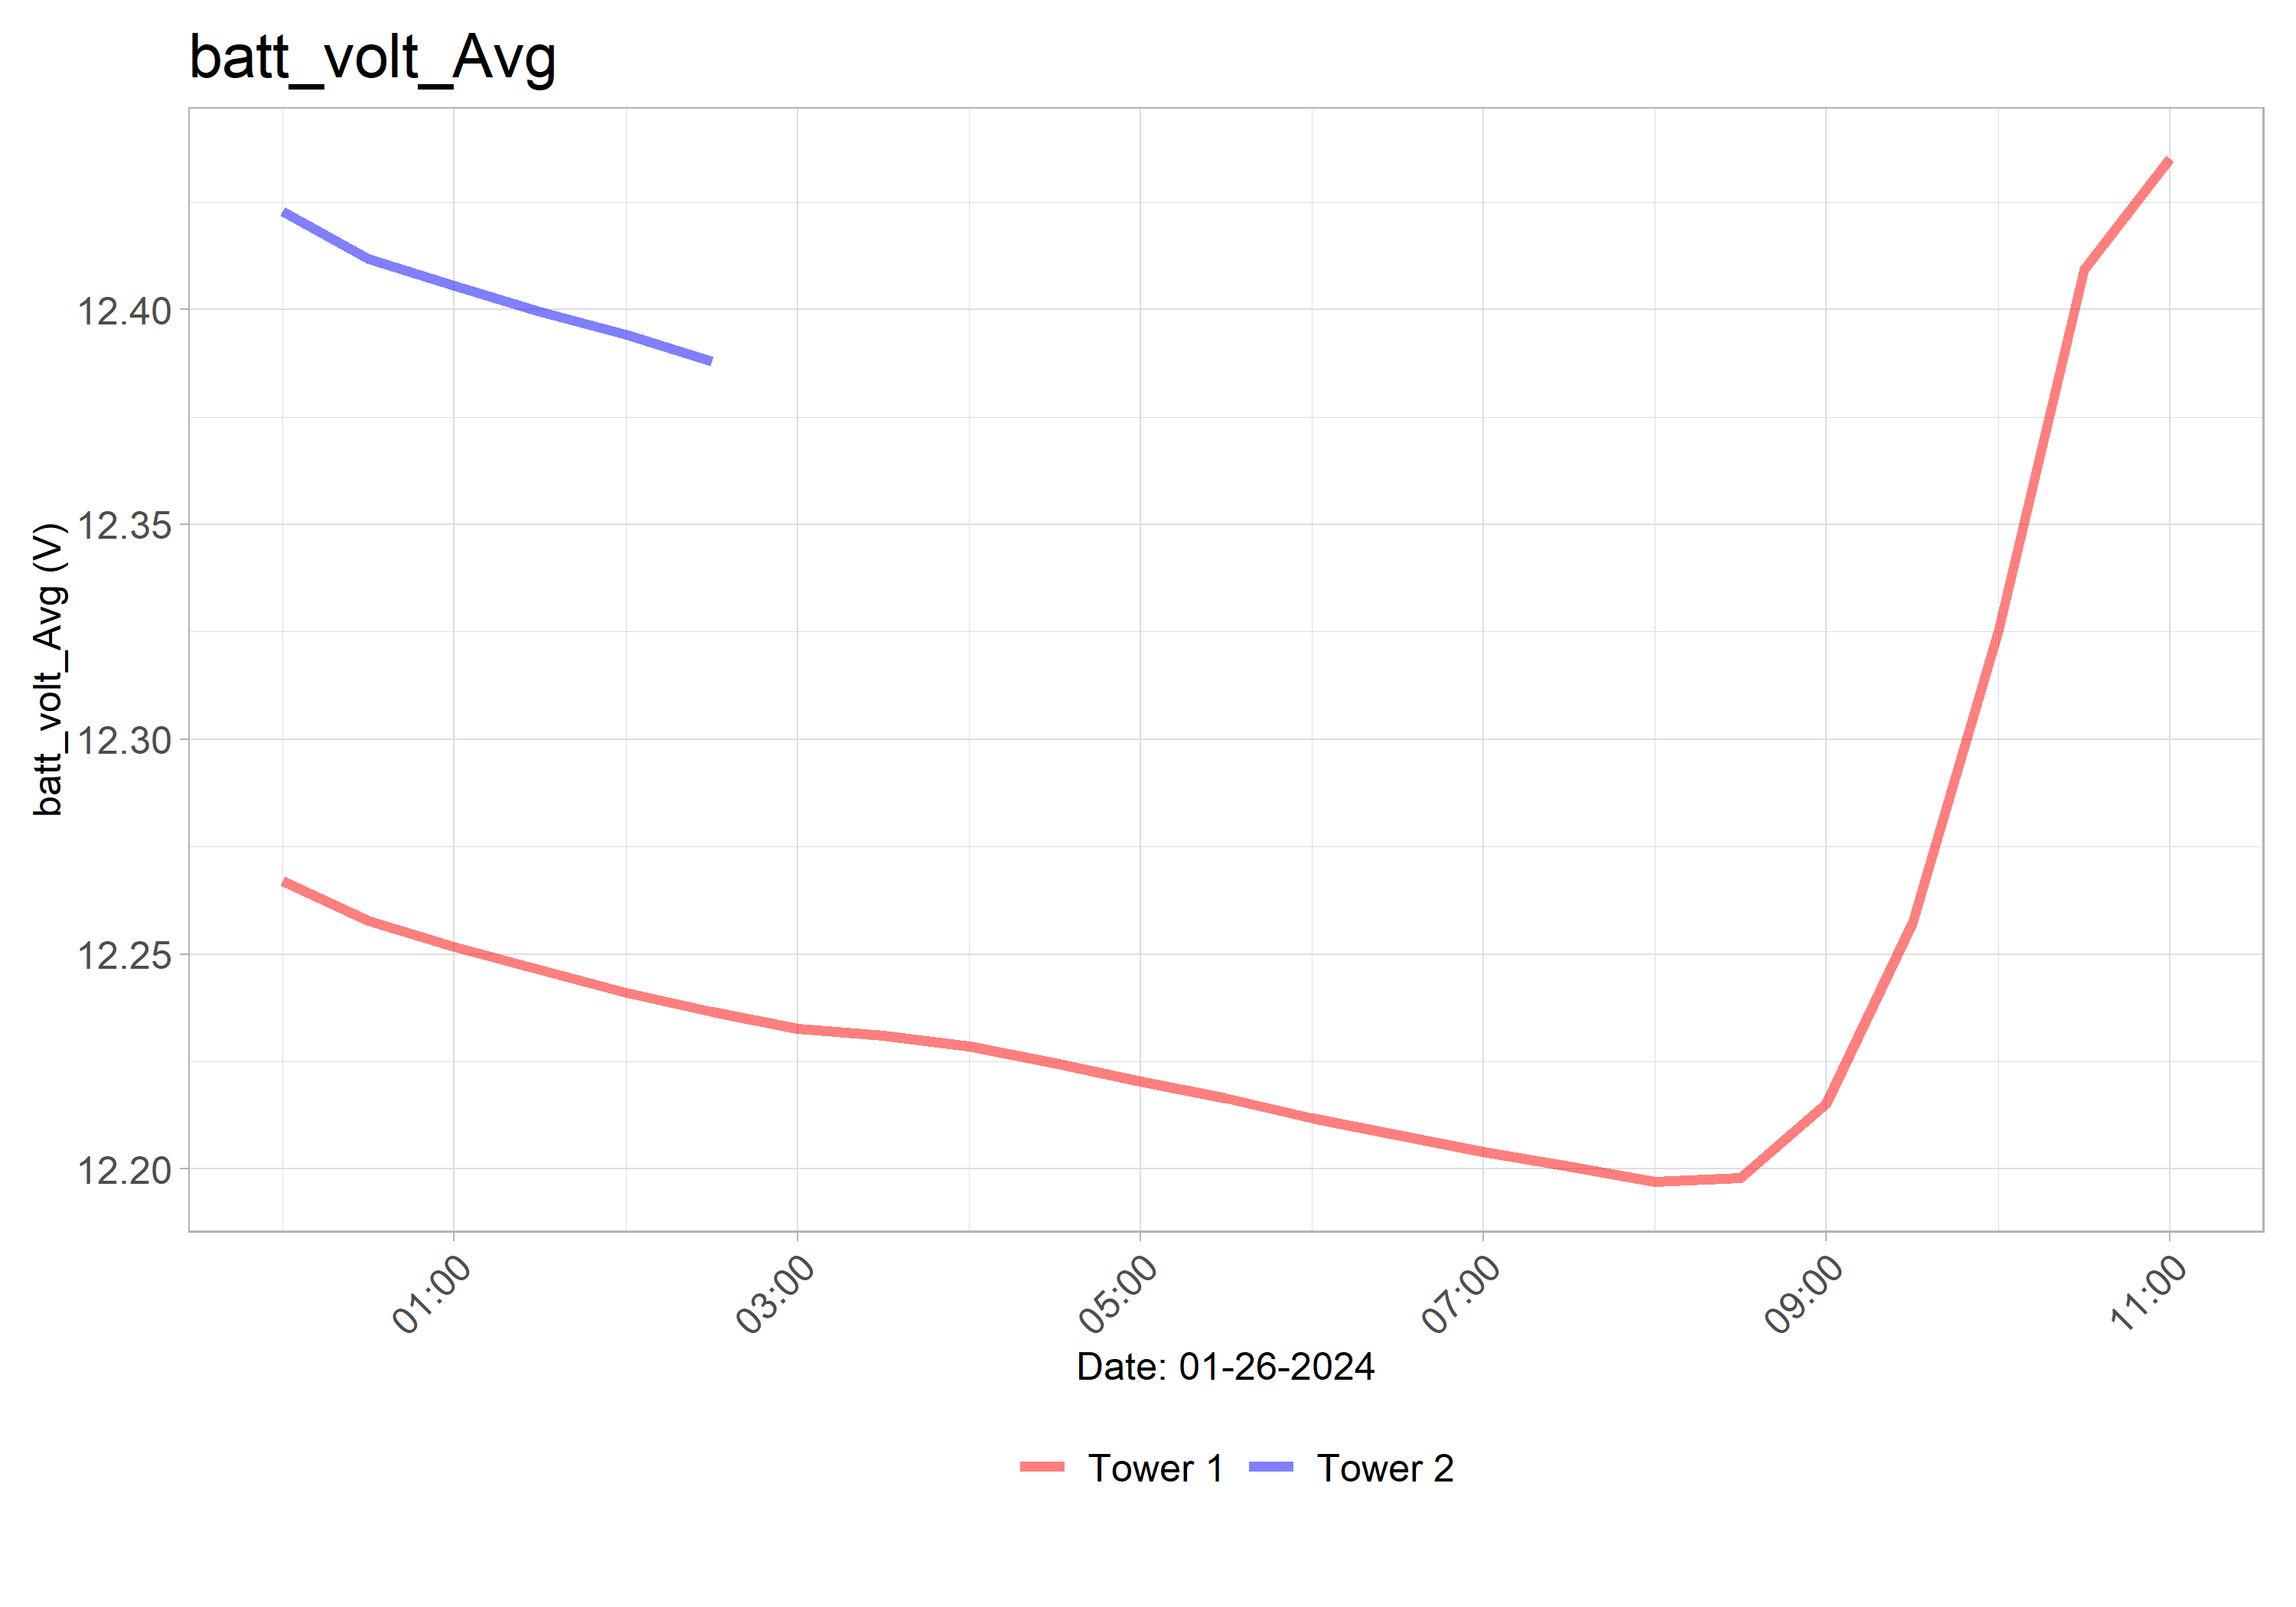 batt_volt_Avg
batt_volt_Avg (V)
12.40
12.35
12.30
12.25
12.20
01:00
03:00
05:00
07:00
09:00
11:00
Date: 01-26-2024
Tower 1
Tower 2